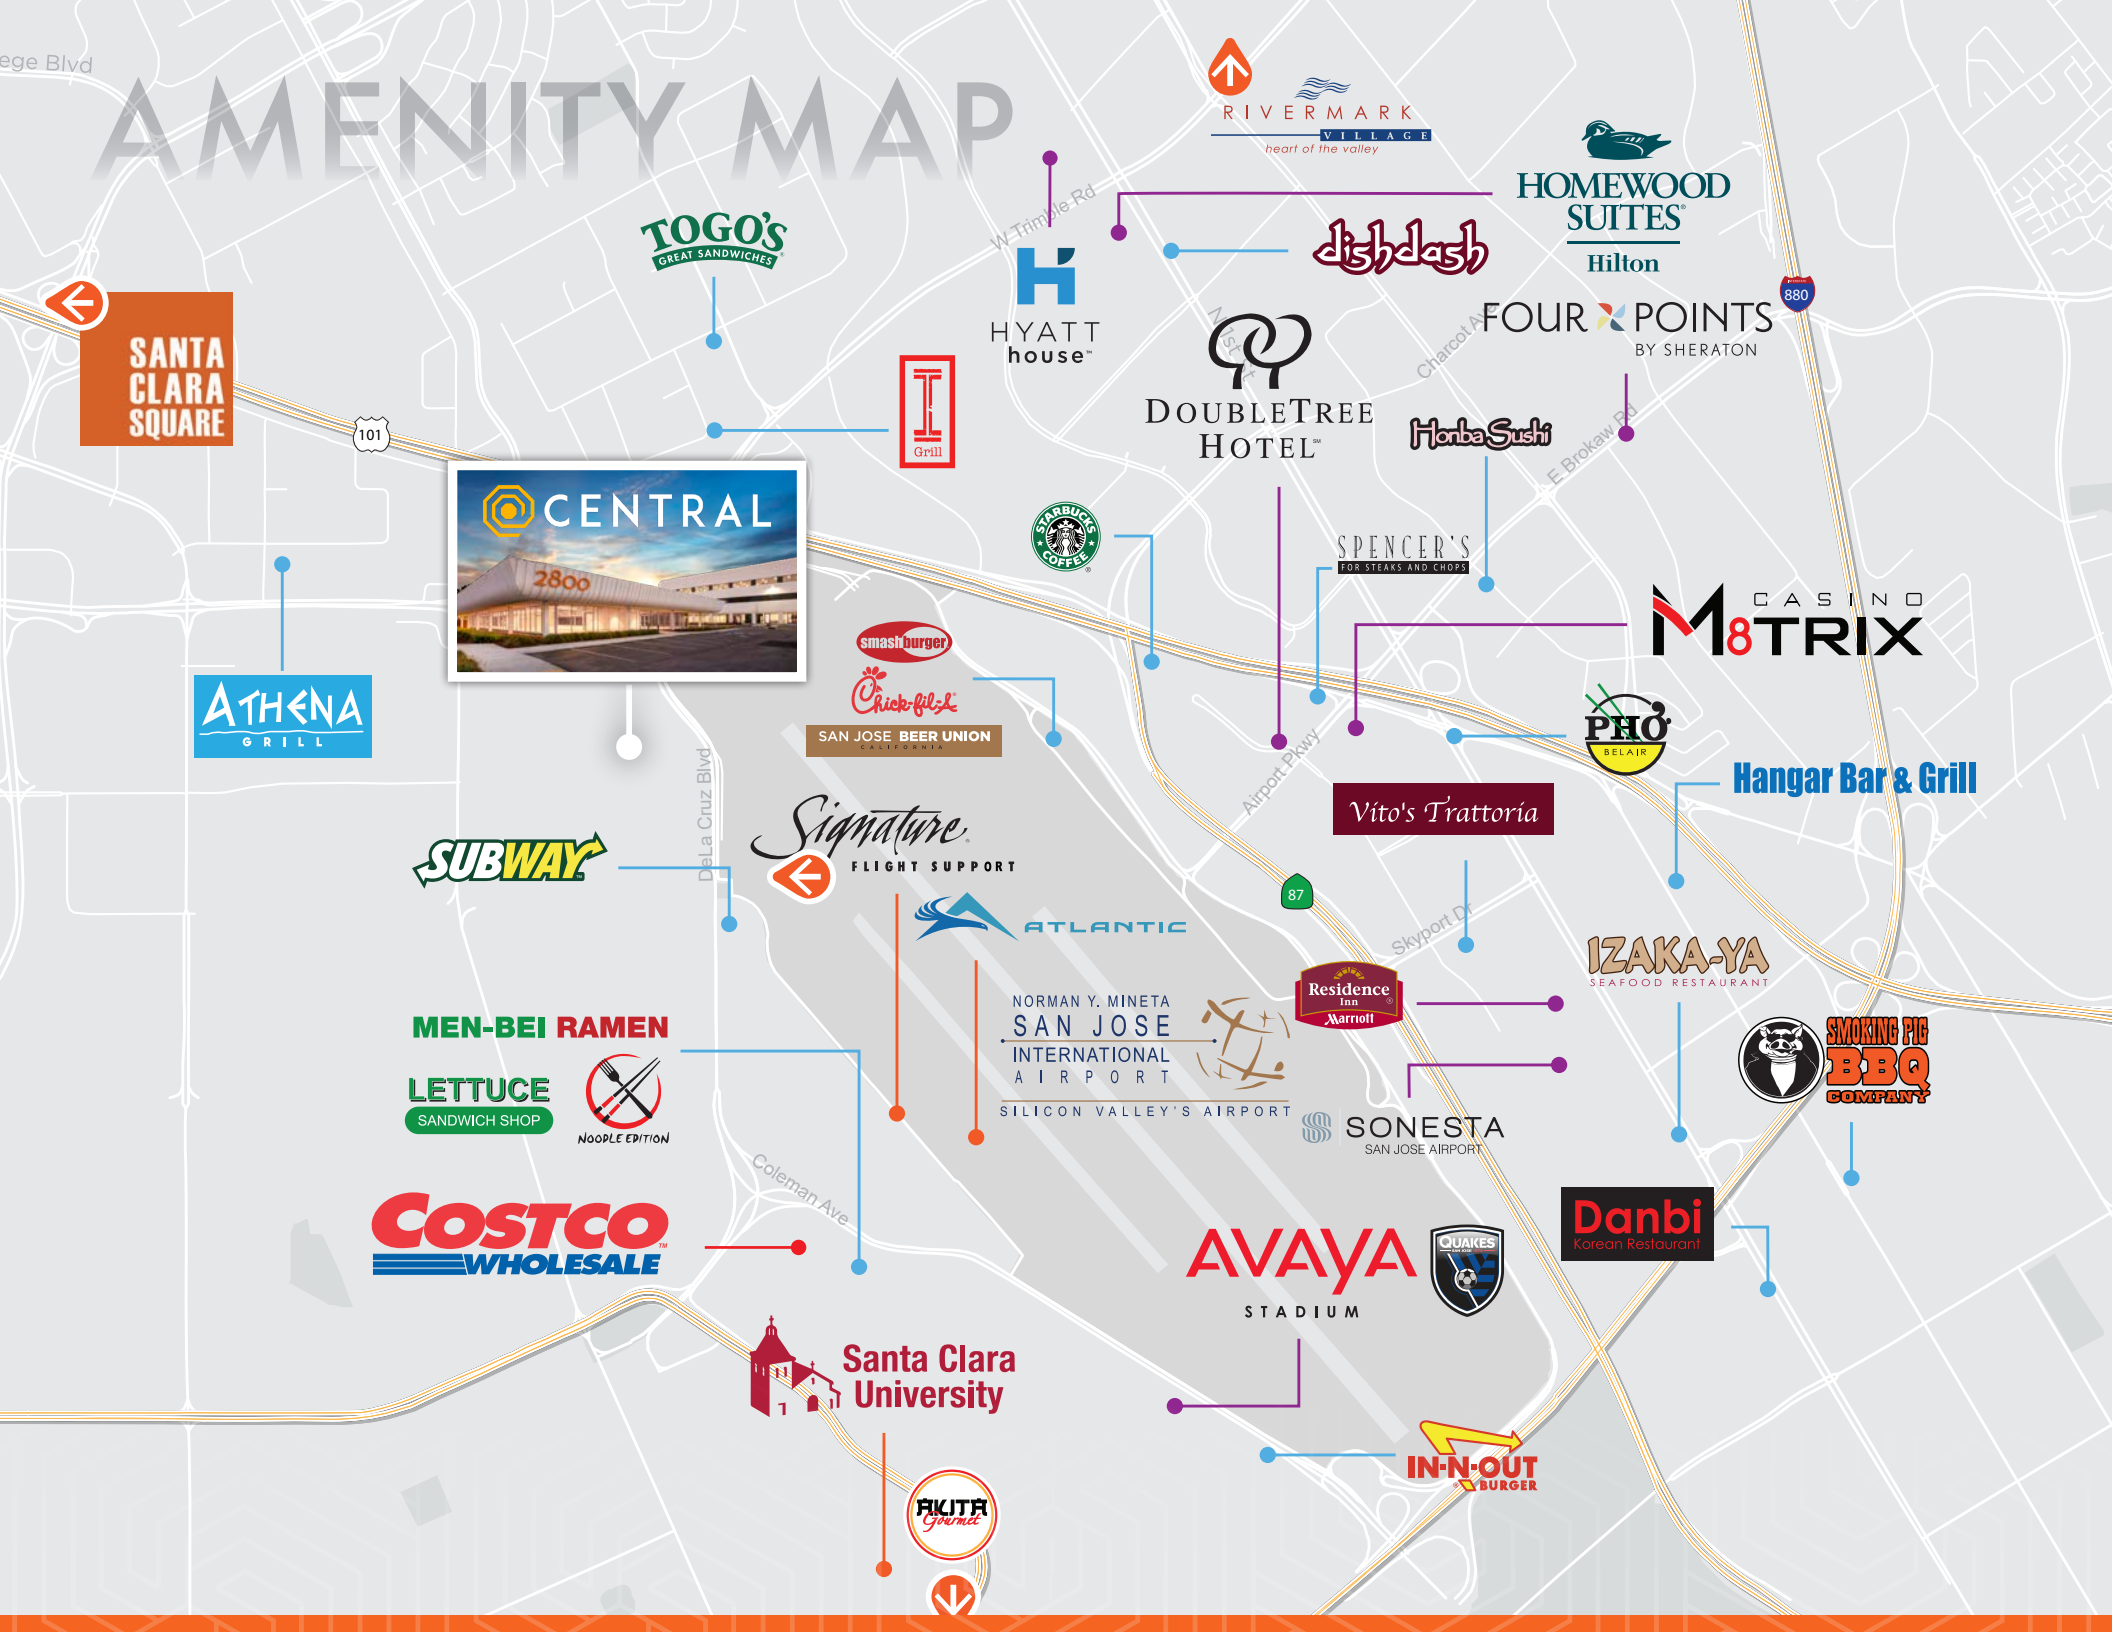 ege Blvd
AMENITY MAP
RIVERMARK
VILLAGE
heart of the valley
HOMEWOOD
SUITES®
Hilton
W Trimble Rd
TOGO'S
GREAT SANDWICHES
dishdash
HYATT
house™
N 1st St
Charcot Ave
FOUR POINTS
BY SHERATON
880
SANTA
CLARA
SQUARE
101
Grill
DOUBLETREE
HOTEL℠
Honba Sushi
E Brokaw Rd
CENTRAL
2800
STARBUCKS
COFFEE
®
SPENCER'S
FOR STEAKS AND CHOPS
CASINO
M8TRIX
smashburger
Chick-fil-A®
SAN JOSE BEER UNION
CALIFORNIA
ATHENA
GRILL
PHO
BELAIR
Hangar Bar & Grill
DeLa Cruz Blvd
Airport Pkwy
Vito's Trattoria
Signature®
FLIGHT SUPPORT
SUBWAY™
87
Skyport Dr
ATLANTIC
IZAKA-YA
SEAFOOD RESTAURANT
Residence
Inn ®
Marriott
NORMAN Y. MINETA
SAN JOSE
INTERNATIONAL
AIRPORT
SILICON VALLEY'S AIRPORT
MEN-BEI RAMEN
LETTUCE
SANDWICH SHOP
NOODLE EDITION
SMOKING PIG
BBQ
COMPANY
SONESTA
SAN JOSE AIRPORT
Coleman Ave
COSTCO™
WHOLESALE
Danbi
Korean Restaurant
AVAYA
STADIUM
QUAKES
Santa Clara
University
IN-N-OUT
® BURGER
AKITA
Gourmet